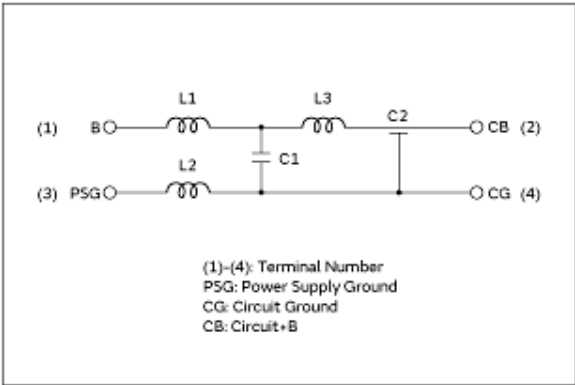 L1 L3
C2
(1) B CB (2)
C1
L2
(3) PSG CG (4)
(1)-(4): Terminal Number
PSG: Power Supply Ground
CG: Circuit Ground
CB: Circuit+B